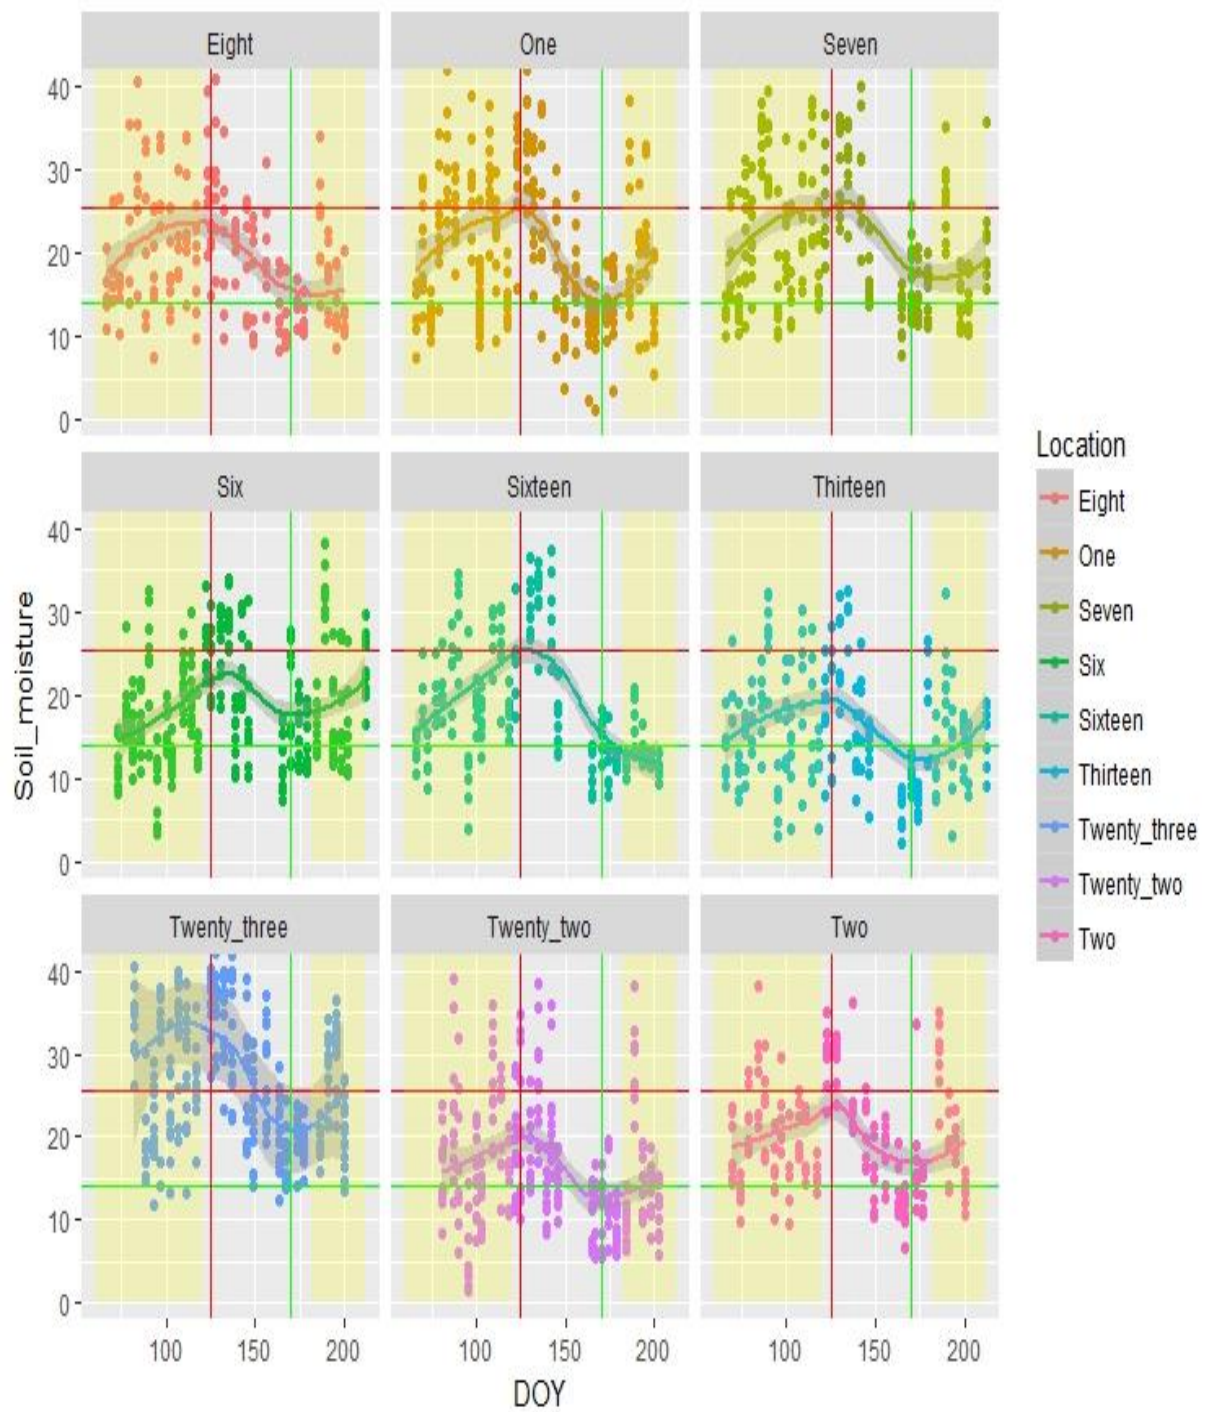 Eight One Seven
40
30
20
10
0
Six Sixteen Thirteen
40
30
20
10
0
Twenty_three Twenty_two Two
40
30
20
10
0
100 150 200 100 150 200 100 150 200
DOY
Soil_moisture
Location
Eight
One
Seven
Six
Sixteen
Thirteen
Twenty_three
Twenty_two
Two